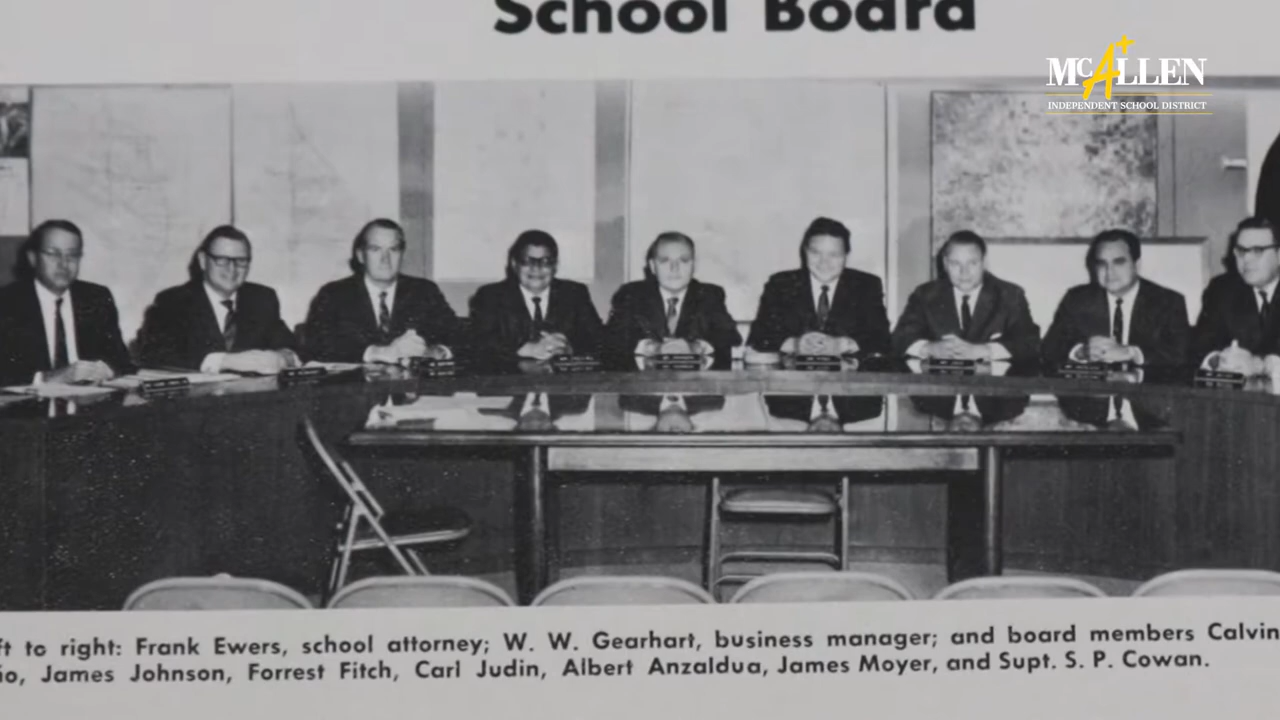 School Board
McALLEN
INDEPENDENT SCHOOL DISTRICT
ft to right: Frank Ewers, school attorney; W. W. Gearhart, business manager; and board members Calvin
io, James Johnson, Forrest Fitch, Carl Judin, Albert Anzaldua, James Moyer, and Supt. S. P. Cowan.